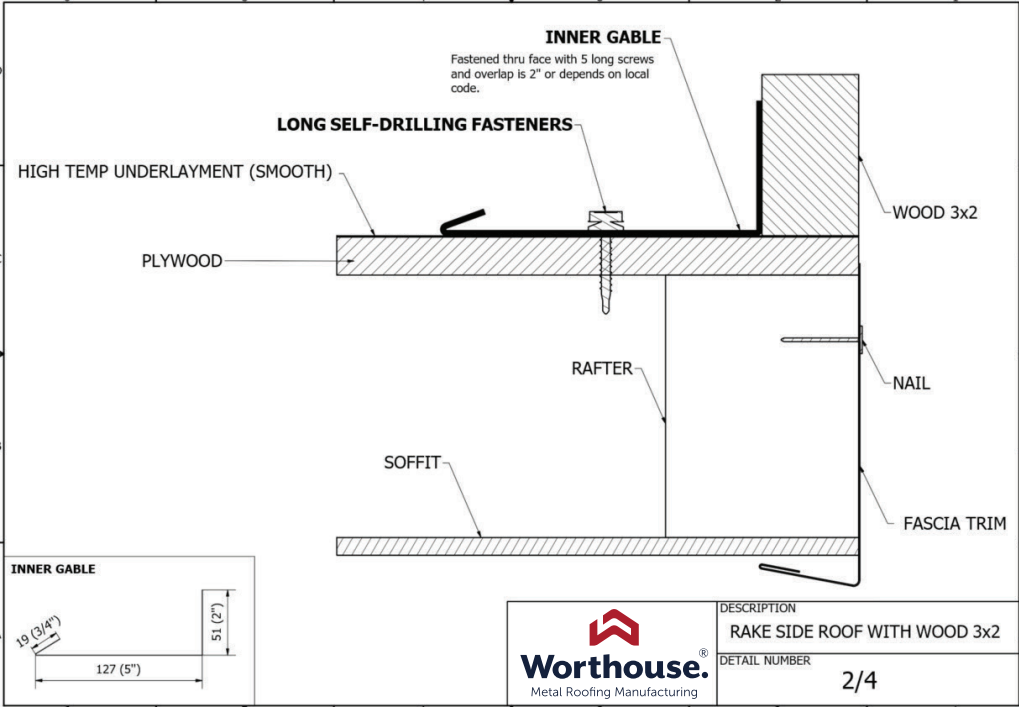 INNER GABLE
Fastened thru face with 5 long screws
and overlap is 2" or depends on local
code.
LONG SELF-DRILLING FASTENERS
HIGH TEMP UNDERLAYMENT (SMOOTH)
WOOD 3x2
PLYWOOD
RAFTER
NAIL
SOFFIT
FASCIA TRIM
INNER GABLE
19 (3/4")
51 (2")
127 (5")
Worthouse.®
Metal Roofing Manufacturing
DESCRIPTION
RAKE SIDE ROOF WITH WOOD 3x2
DETAIL NUMBER
2/4